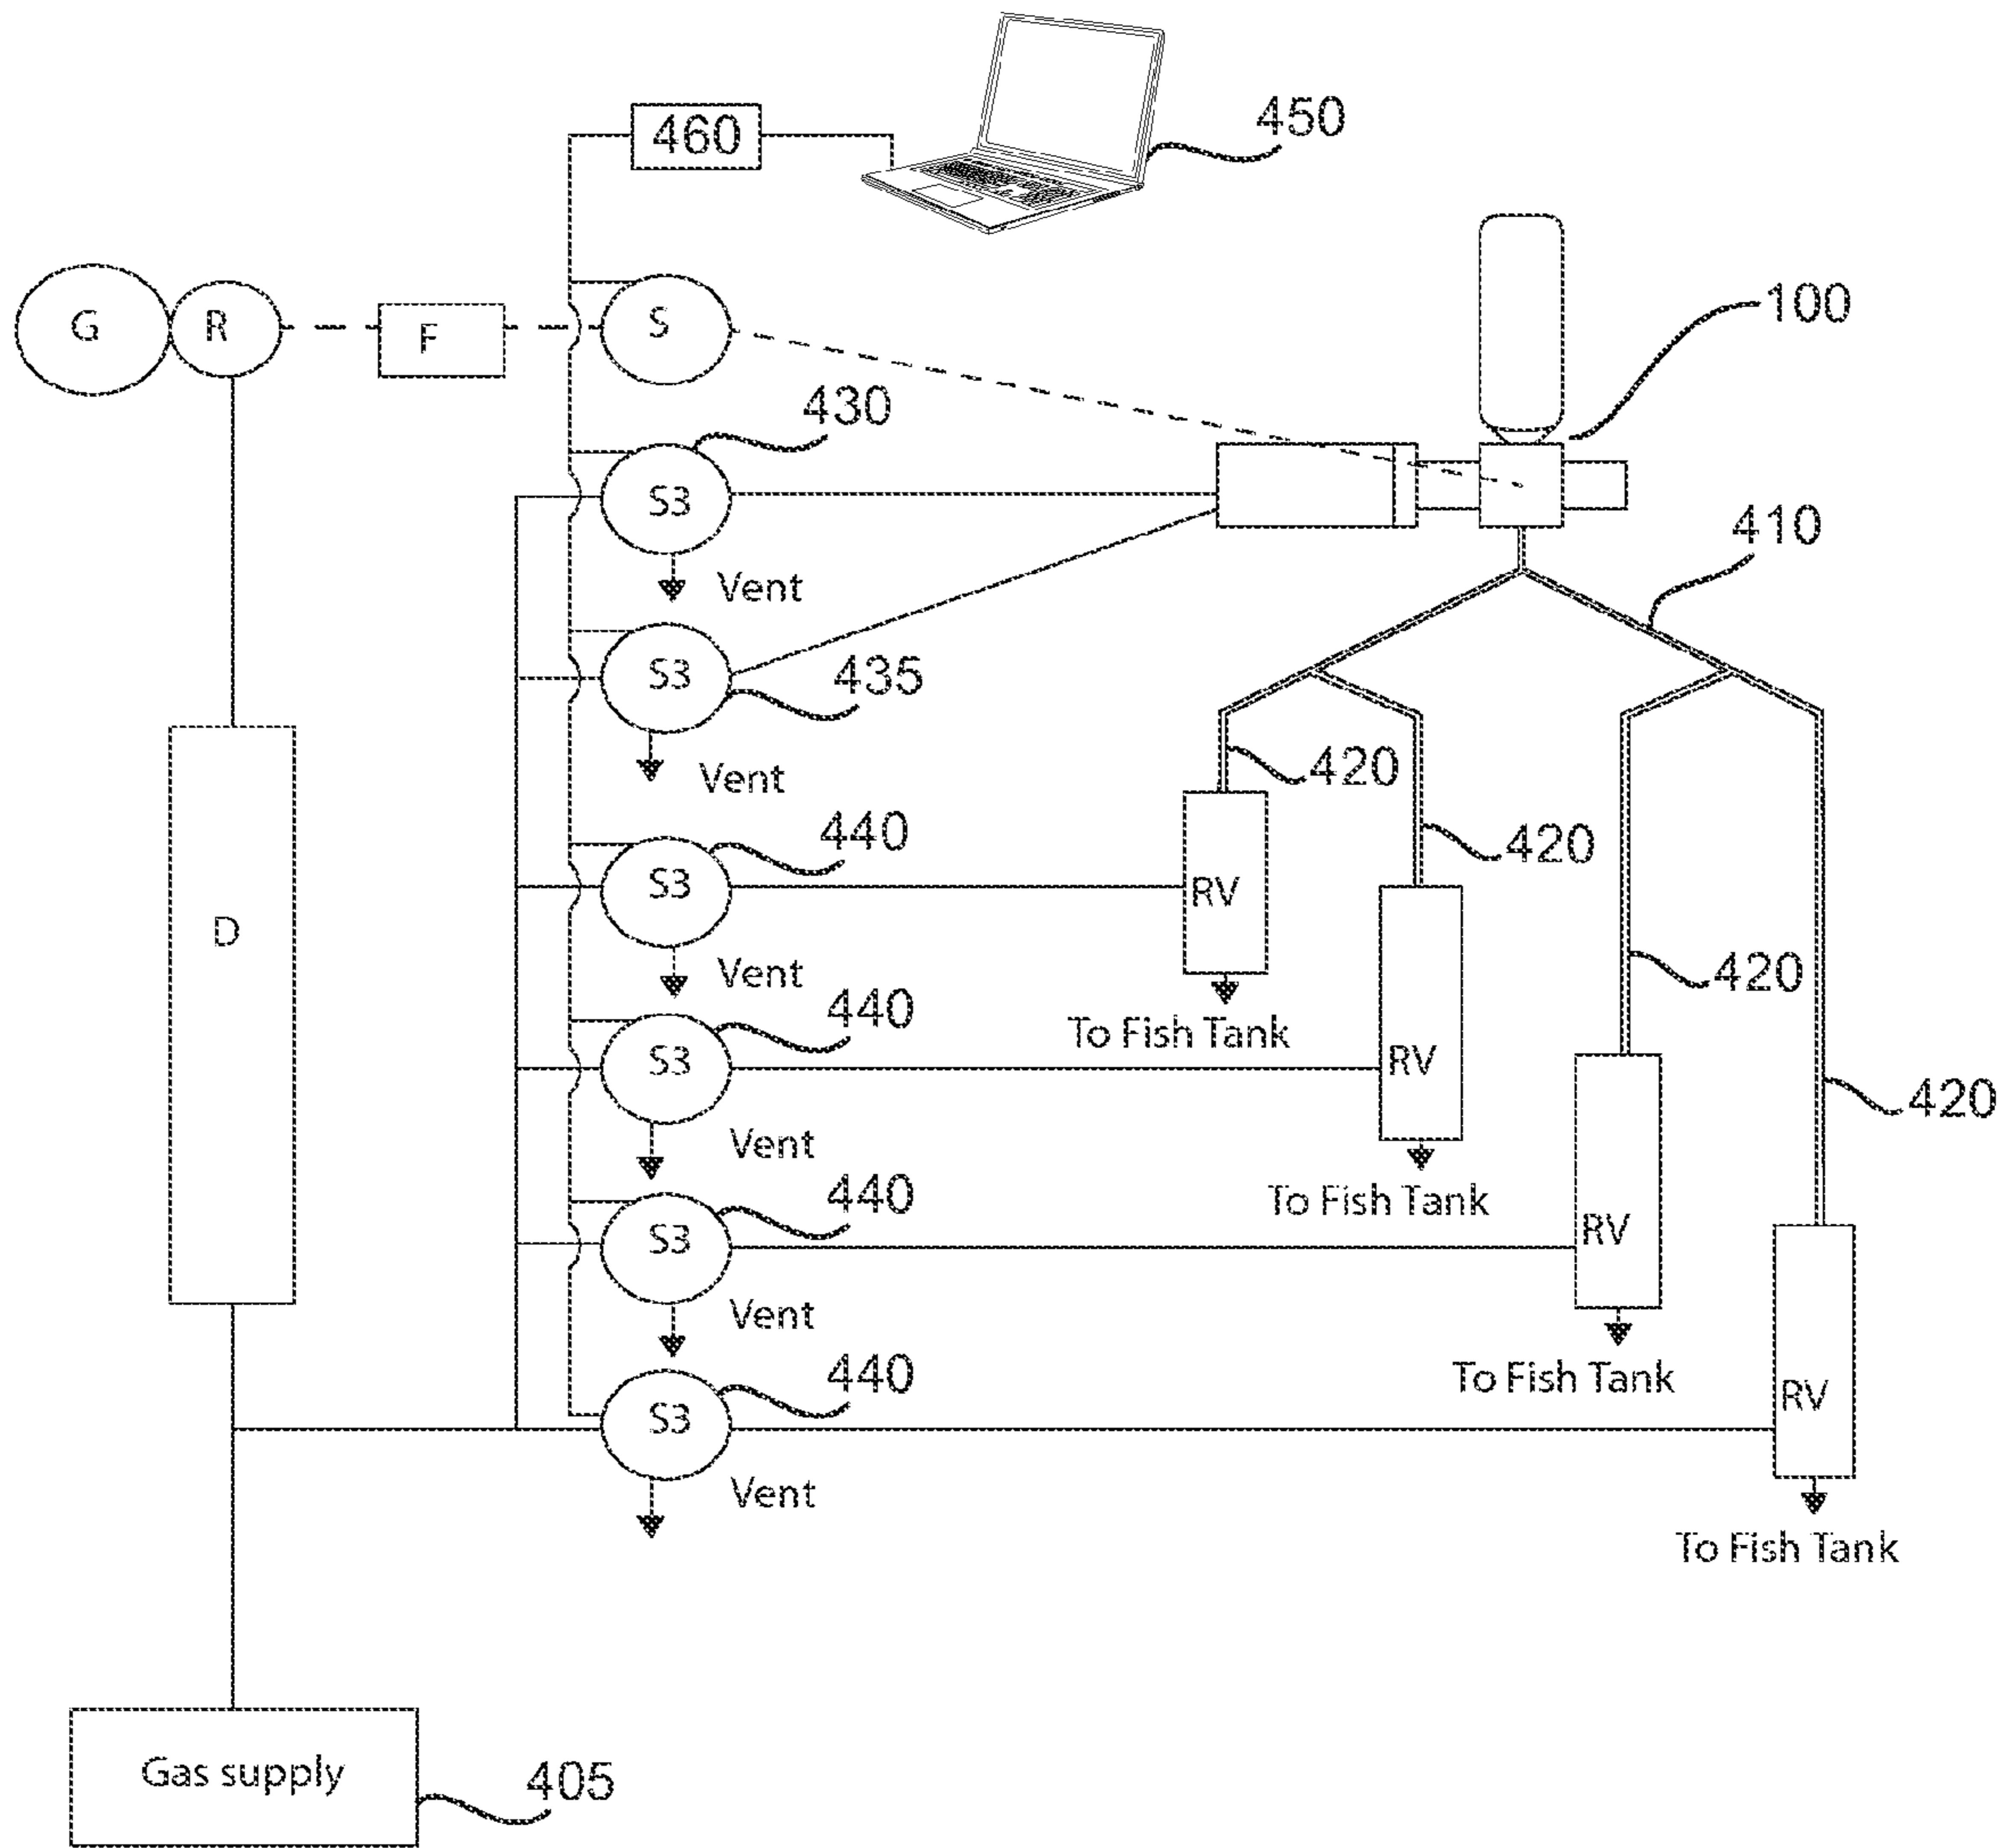 460
450
G
R
F
S
100
430
S3
Vent
410
S3
435
Vent
420
440
S3
RV
420
D
Vent
420
To Fish Tank
440
S3
RV
420
Vent
To Fish Tank
440
S3
RV
Vent
To Fish Tank
440
S3
RV
Vent
To Fish Tank
Gas supply
405